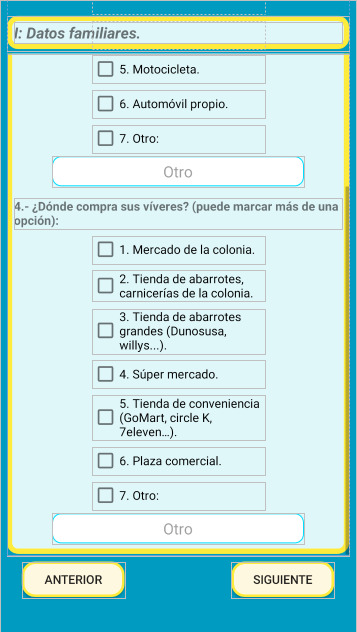 I: Datos familiares.
5. Motocicleta.
6. Automóvil propio.
7. Otro:
Otro
4.- ¿Dónde compra sus víveres? (puede marcar más de una
opción):
1. Mercado de la colonia.
2. Tienda de abarrotes,
carnicerías de la colonia.
3. Tienda de abarrotes
grandes (Dunosusa,
willys...).
4. Súper mercado.
5. Tienda de conveniencia
(GoMart, circle K,
7eleven...).
6. Plaza comercial.
7. Otro:
Otro
ANTERIOR
SIGUIENTE